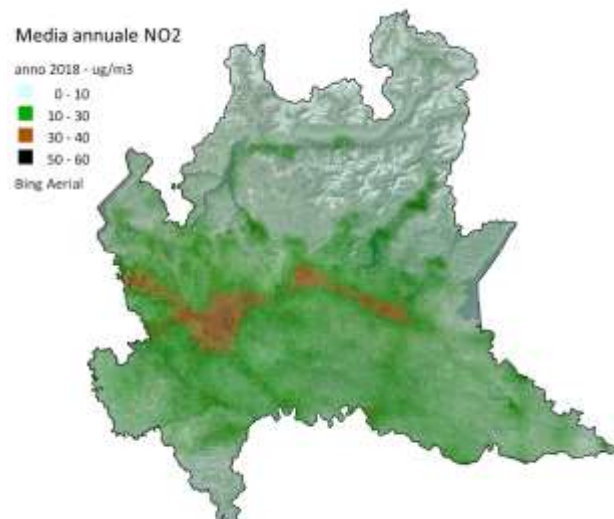 Media annuale NO2
anno 2018 - ug/m3
0 - 10
10 - 30
30 - 40
50 - 60
Bing Aerial